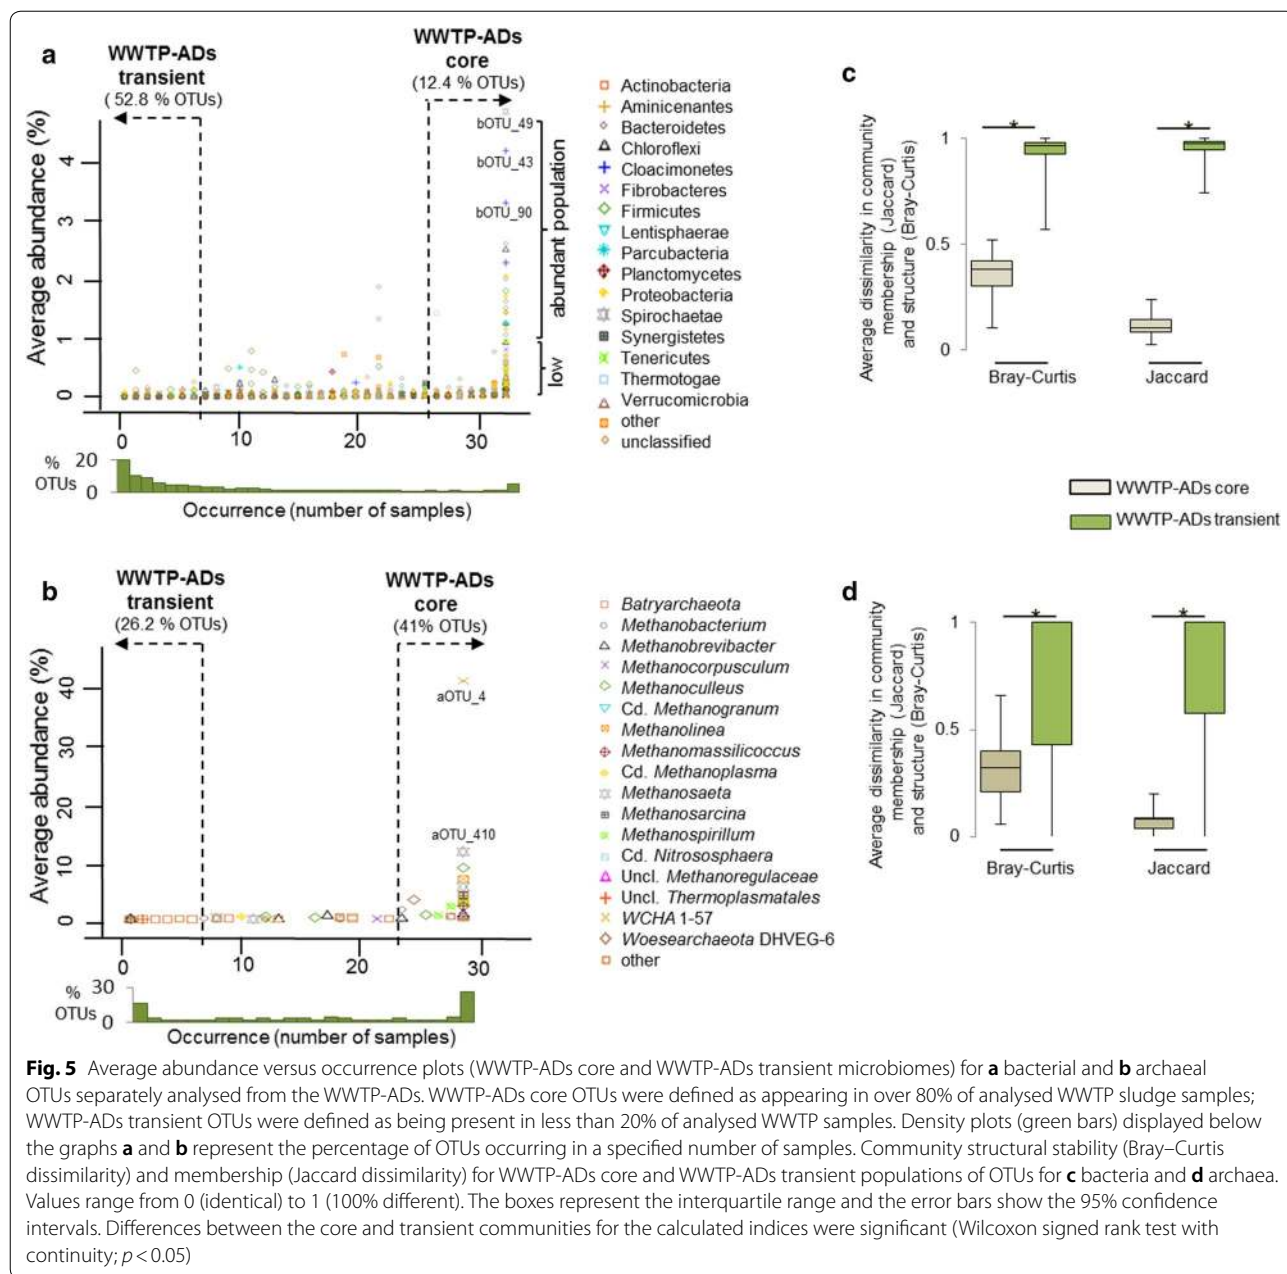 a
WWTP-ADs
transient
( 52.8 % OTUs)
WWTP-ADs
core
(12.4 % OTUs)
Average abundance (%)
4
3
2
1
0
bOTU_49
bOTU_43
bOTU_90
abundant population
low
0 10 20 30
%
OTUs
20
0
Occurrence (number of samples)
Actinobacteria
Aminicenantes
Bacteroidetes
Chloroflexi
Cloacimonetes
Fibrobacteres
Firmicutes
Lentisphaerae
Parcubacteria
Planctomycetes
Proteobacteria
Spirochaetae
Synergistetes
Tenericutes
Thermotogae
Verrucomicrobia
other
unclassified
c
Average dissimilarity in community
membership (Jaccard)
and structure (Bray-Curtis)
1
0.5
0
*
*
Bray-Curtis Jaccard
WWTP-ADs core
WWTP-ADs transient
b
WWTP-ADs
transient
(26.2 % OTUs)
WWTP-ADs
core
(41% OTUs)
Average abundance (%)
40
30
20
10
0
aOTU_4
aOTU_410
0 10 20 30
%
OTUs
30
0
Occurrence (number of samples)
Batryarchaeota
Methanobacterium
Methanobrevibacter
Methanocorpusculum
Methanoculleus
Cd. Methanogranum
Methanolinea
Methanomassilicoccus
Cd. Methanoplasma
Methanosaeta
Methanosarcina
Methanospirillum
Cd. Nitrososphaera
Uncl. Methanoregulaceae
Uncl. Thermoplasmatales
WCHA 1-57
Woesearchaeota DHVEG-6
other
d
Average dissimilarity in community
membership (Jaccard)
and structure (Bray-Curtis)
1
0.5
0
*
*
Bray-Curtis Jaccard
Fig. 5 Average abundance versus occurrence plots (WWTP-ADs core and WWTP-ADs transient microbiomes) for a bacterial and b archaeal
OTUs separately analysed from the WWTP-ADs. WWTP-ADs core OTUs were defined as appearing in over 80% of analysed WWTP sludge samples;
WWTP-ADs transient OTUs were defined as being present in less than 20% of analysed WWTP samples. Density plots (green bars) displayed below
the graphs a and b represent the percentage of OTUs occurring in a specified number of samples. Community structural stability (Bray–Curtis
dissimilarity) and membership (Jaccard dissimilarity) for WWTP-ADs core and WWTP-ADs transient populations of OTUs for c bacteria and d archaea.
Values range from 0 (identical) to 1 (100% different). The boxes represent the interquartile range and the error bars show the 95% confidence
intervals. Differences between the core and transient communities for the calculated indices were significant (Wilcoxon signed rank test with
continuity; p < 0.05)